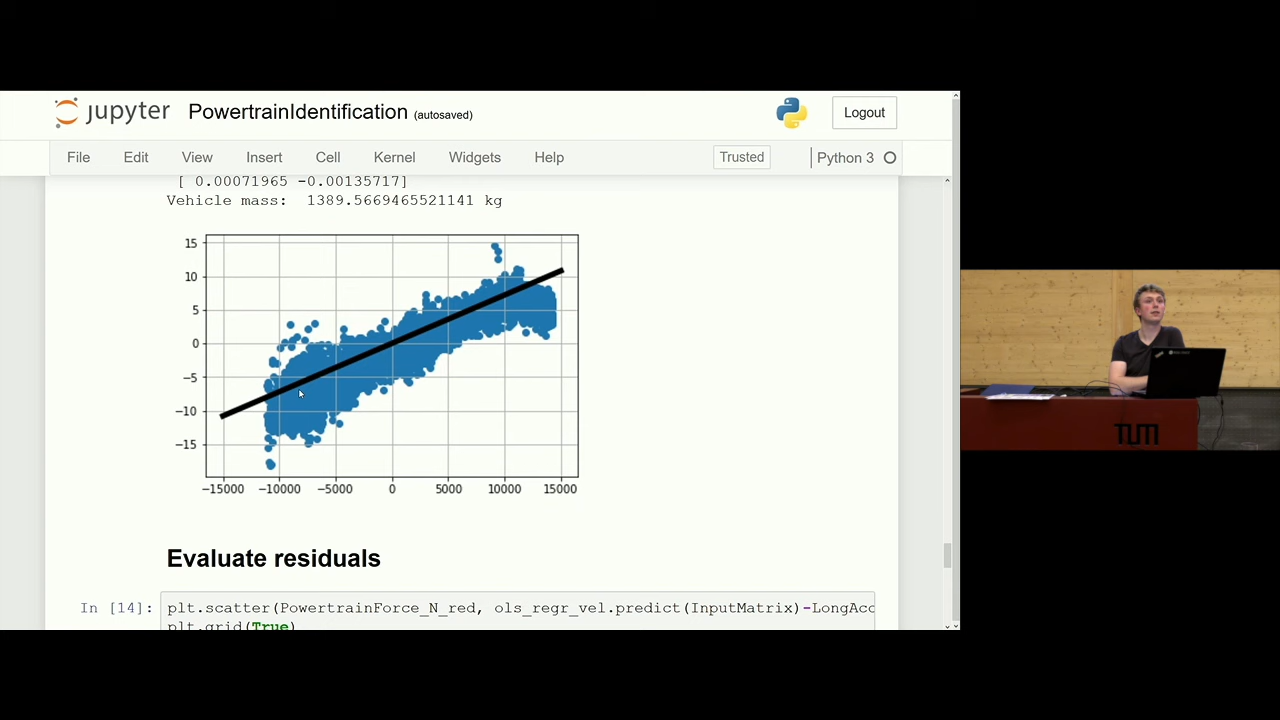 jupyter PowertrainIdentification (autosaved) Logout
File Edit View Insert Cell Kernel Widgets Help Trusted Python 3
[ 0.00071965 -0.00135717]
Vehicle mass: 1389.5669465521141 kg
15
10
5
0
−5
−10
−15
−15000 −10000 −5000 0 5000 10000 15000
Evaluate residuals
In [14]: plt.scatter(PowertrainForce_N_red, ols_regr_vel.predict(InputMatrix)-LongAcc
plt.grid(True)
TUM